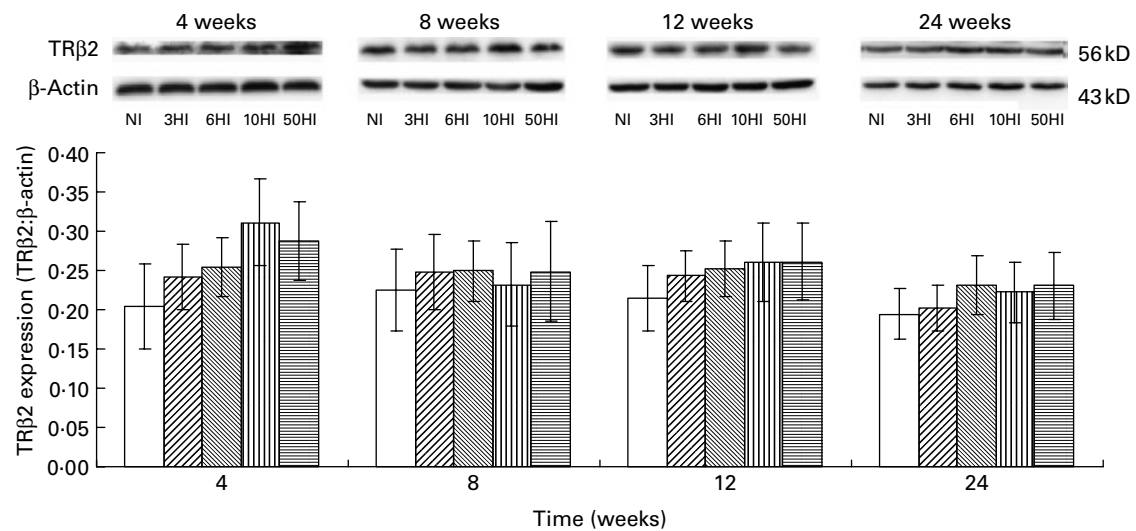 4 weeks 8 weeks 12 weeks 24 weeks
TRβ2 56 kD
β-Actin 43 kD
NI 3HI 6HI 10HI 50HI NI 3HI 6HI 10HI 50HI NI 3HI 6HI 10HI 50HI NI 3HI 6HI 10HI 50HI
TRβ2 expression (TRβ2:β-actin)
0·40
0·35
0·30
0·25
0·20
0·15
0·10
0·05
0·00
4 8 12 24
Time (weeks)